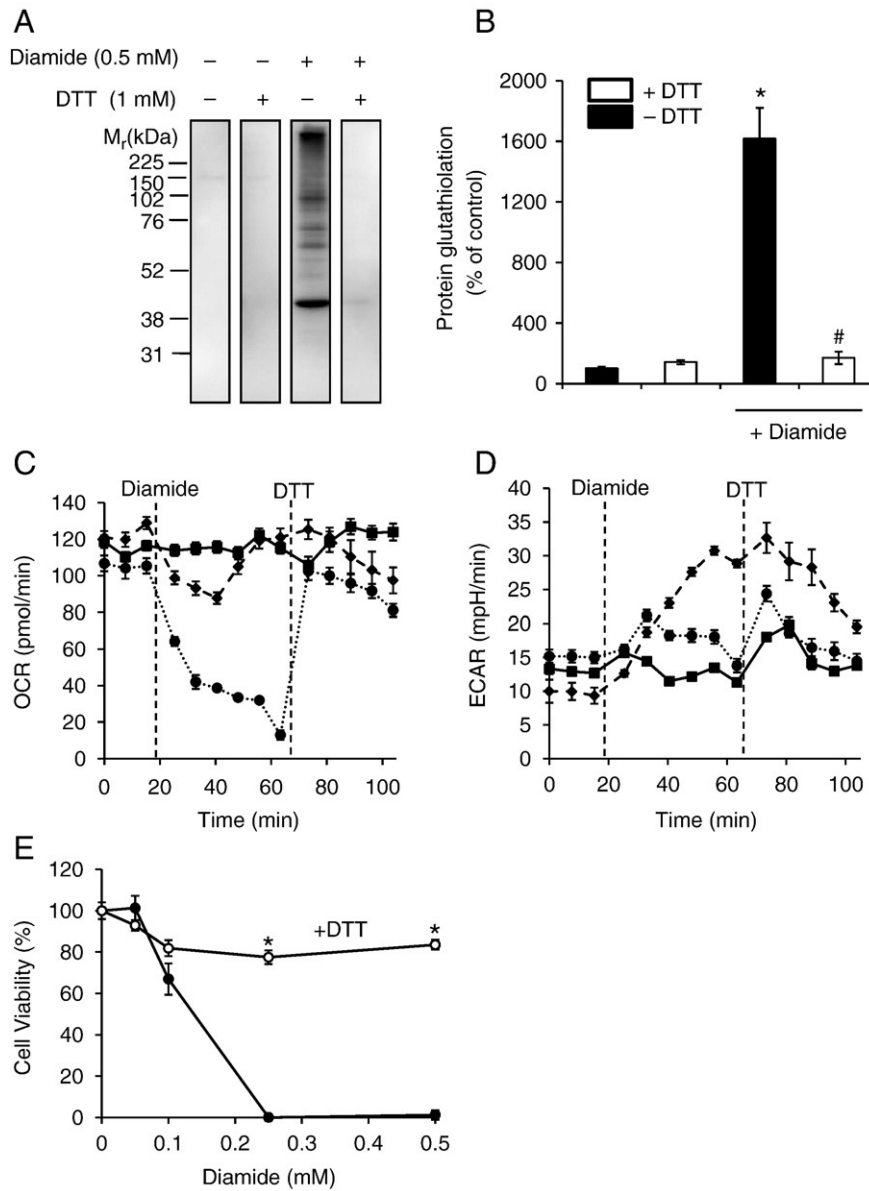 A
Diamide (0.5 mM) – – + +
DTT (1 mM) – + – +
Mr(kDa)
225
150
102
76
52
38
31
B
2000
1600
1200
800
400
0
Protein glutathiolation
(% of control)
+ DTT
– DTT
*
#
+ Diamide
C
Diamide
DTT
140
120
100
80
60
40
20
0
OCR (pmol/min)
0 20 40 60 80 100
Time (min)
D
Diamide
DTT
40
35
30
25
20
15
10
5
0
ECAR (mpH/min)
0 20 40 60 80 100
Time (min)
E
120
100
80
60
40
20
0
Cell Viability (%)
* +DTT *
0 0.1 0.2 0.3 0.4 0.5
Diamide (mM)